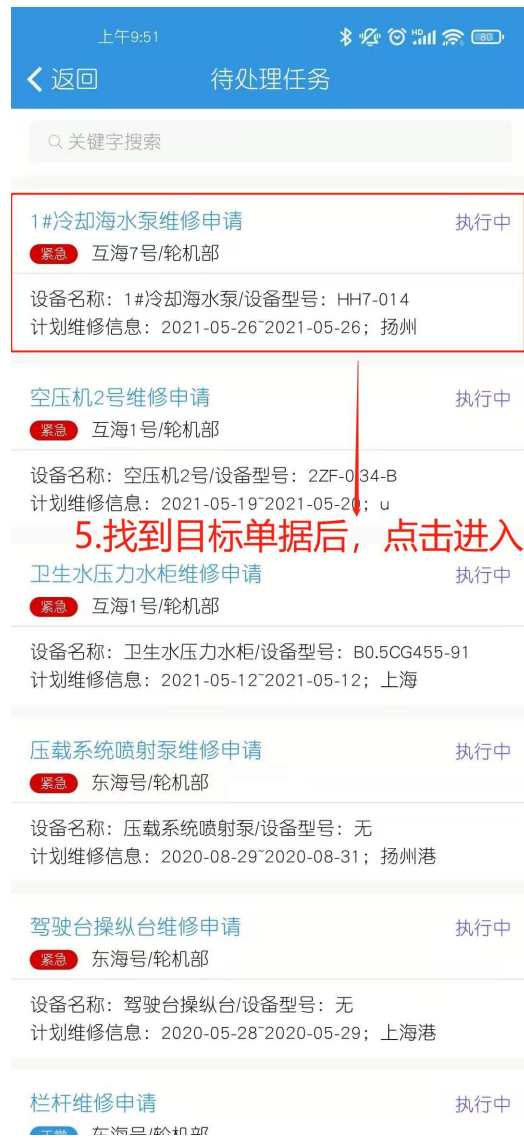 上午9:51
HD
80
返回
待处理任务
关键字搜索
1#冷却海水泵维修申请
执行中
紧急 互海7号/轮机部
设备名称：1#冷却海水泵/设备型号：HH7-014
计划维修信息：2021-05-26~2021-05-26；扬州
空压机2号维修申请
执行中
紧急 互海1号/轮机部
设备名称：空压机2号/设备型号：2ZF-0.34-B
计划维修信息：2021-05-19~2021-05-20；u
5.找到目标单据后，点击进入
卫生水压力水柜维修申请
执行中
紧急 互海1号/轮机部
设备名称：卫生水压力水柜/设备型号：B0.5CG455-91
计划维修信息：2021-05-12~2021-05-12；上海
压载系统喷射泵维修申请
执行中
紧急 东海号/轮机部
设备名称：压载系统喷射泵/设备型号：无
计划维修信息：2020-08-29~2020-08-31；扬州港
驾驶台操纵台维修申请
执行中
紧急 东海号/轮机部
设备名称：驾驶台操纵台/设备型号：无
计划维修信息：2020-05-28~2020-05-29；上海港
栏杆维修申请
执行中
正常 东海号/轮机部